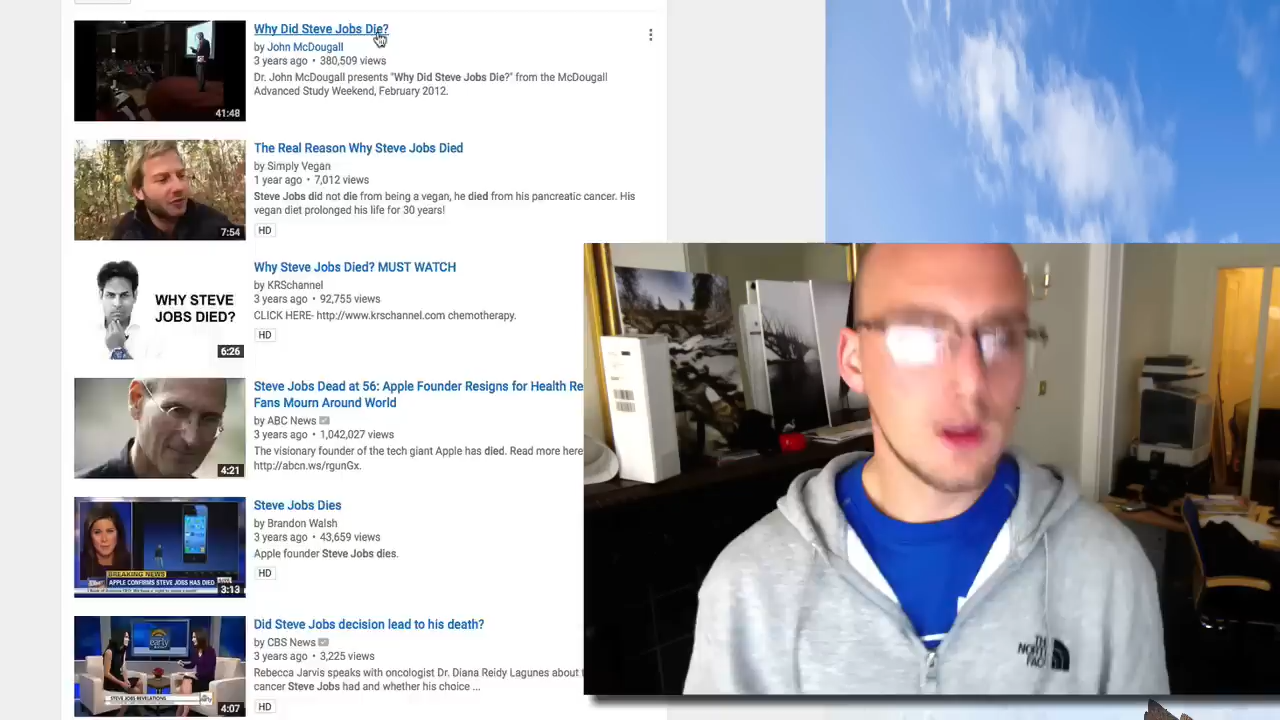 Why Did Steve Jobs Die?
by John McDougall
3 years ago • 380,509 views
Dr. John McDougall presents "Why Did Steve Jobs Die?" from the McDougall
Advanced Study Weekend, February 2012.
41:48
The Real Reason Why Steve Jobs Died
by Simply Vegan
1 year ago • 7,012 views
Steve Jobs did not die from being a vegan, he died from his pancreatic cancer. His
vegan diet prolonged his life for 30 years!
HD
7:54
Why Steve Jobs Died? MUST WATCH
by KRSchannel
3 years ago • 92,755 views
CLICK HERE- http://www.krschannel.com chemotherapy.
HD
WHY STEVE
JOBS DIED?
6:26
Steve Jobs Dead at 56: Apple Founder Resigns for Health Re
Fans Mourn Around World
by ABC News
3 years ago • 1,042,027 views
The visionary founder of the tech giant Apple has died. Read more here
http://abcn.ws/rgunGx.
4:21
Steve Jobs Dies
by Brandon Walsh
3 years ago • 43,659 views
Apple founder Steve Jobs dies.
HD
BREAKING NEWS
APPLE CONFIRMS STEVE JOBS HAS DIED
3:13
Did Steve Jobs decision lead to his death?
by CBS News
3 years ago • 3,225 views
Rebecca Jarvis speaks with oncologist Dr. Diana Reidy Lagunes about
cancer Steve Jobs had and whether his choice ...
HD
early
STEVE JOBS REVELATIONS
4:07
THE
NORTH
FACE